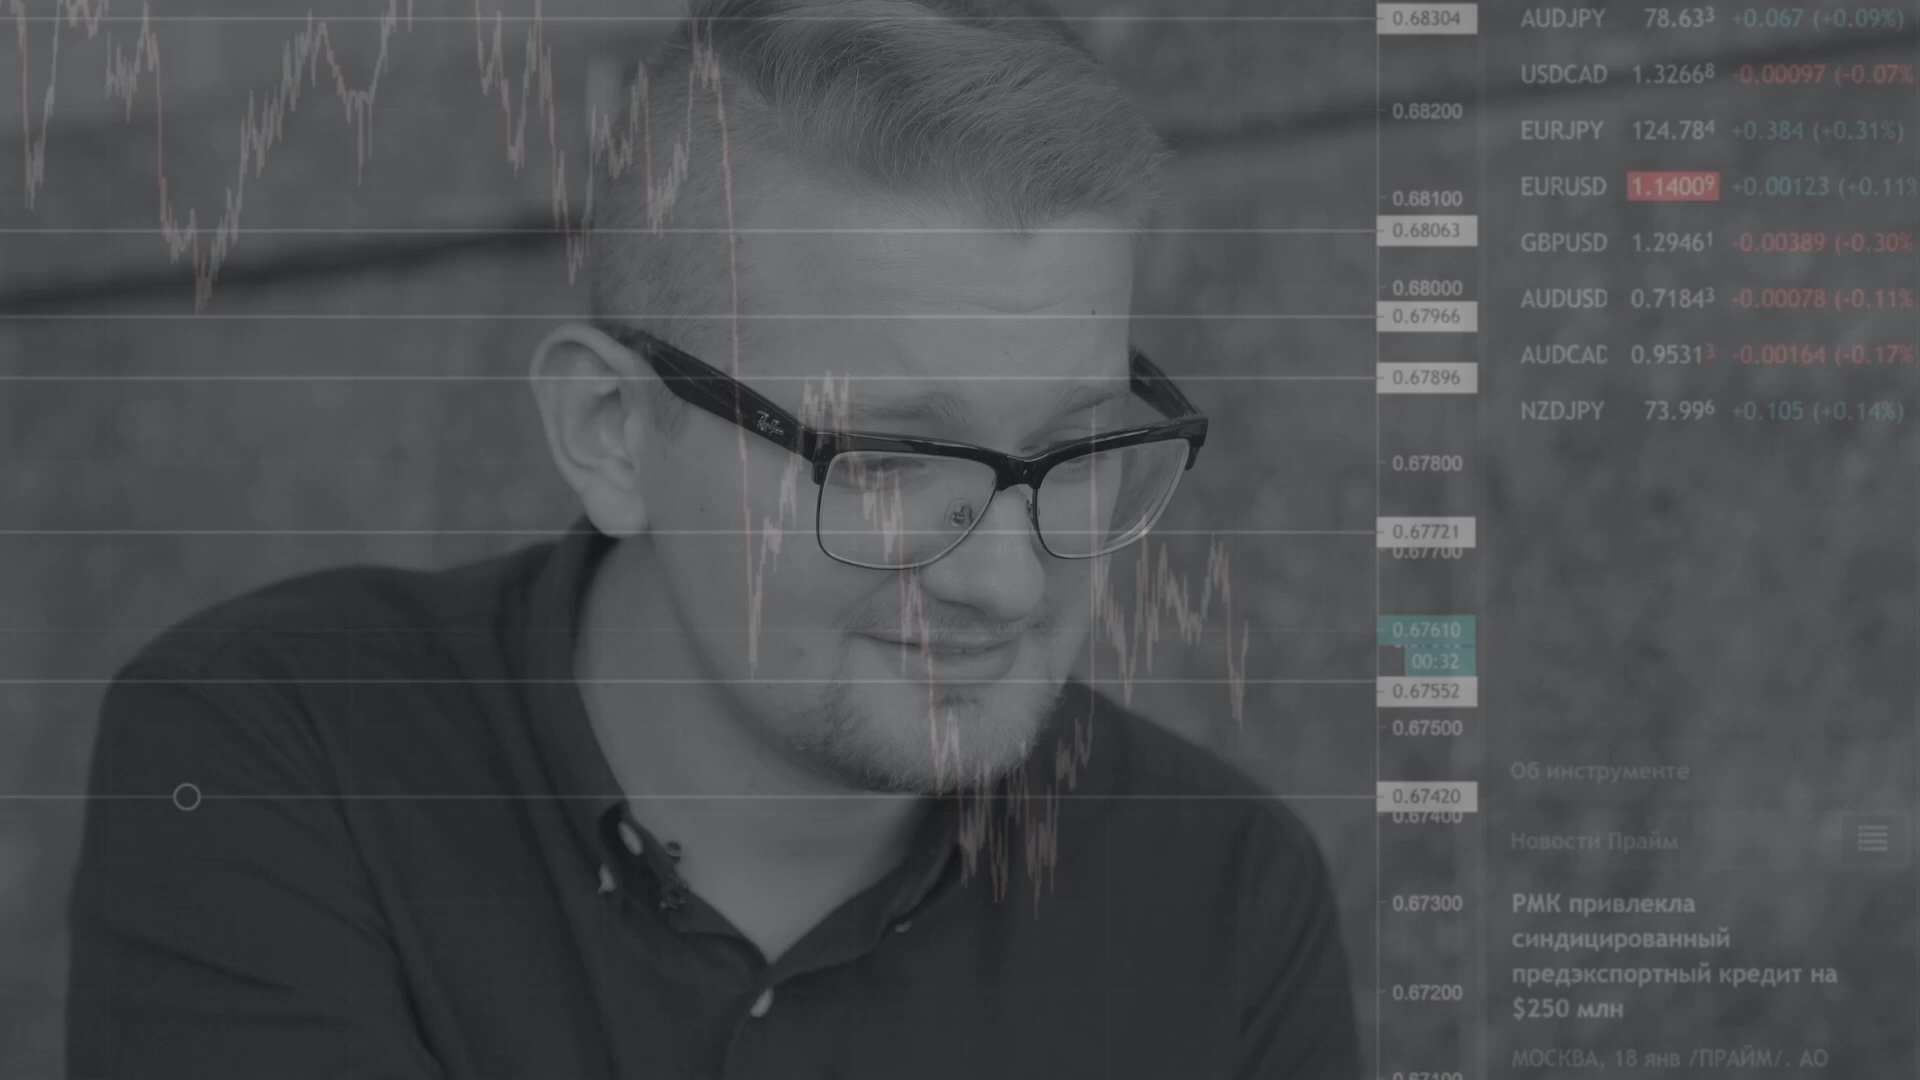 0.68304
0.68200
0.68100
0.68063
0.68000
0.67966
0.67896
0.67800
0.67721
0.67700
0.67610
00:32
0.67552
0.67500
0.67420
0.67400
0.67300
0.67200
0.67100
AUDJPY 78.633 +0.067 (+0.09%)
USDCAD 1.32668 -0.00097 (-0.07%
EURJPY 124.784 +0.384 (+0.31%)
EURUSD 1.14009 +0.00123 (+0.11%
GBPUSD 1.29461 -0.00389 (-0.30%
AUDUSD 0.71843 -0.00078 (-0.11%
AUDCAD 0.95313 -0.00164 (-0.17%
NZDJPY 73.996 +0.105 (+0.14%)
Об инструменте
Новости Прайм
РМК привлекла
синдицированный
предэкспортный кредит на
$250 млн
МОСКВА, 18 янв /ПРАЙМ/. АО
Ray-Ban